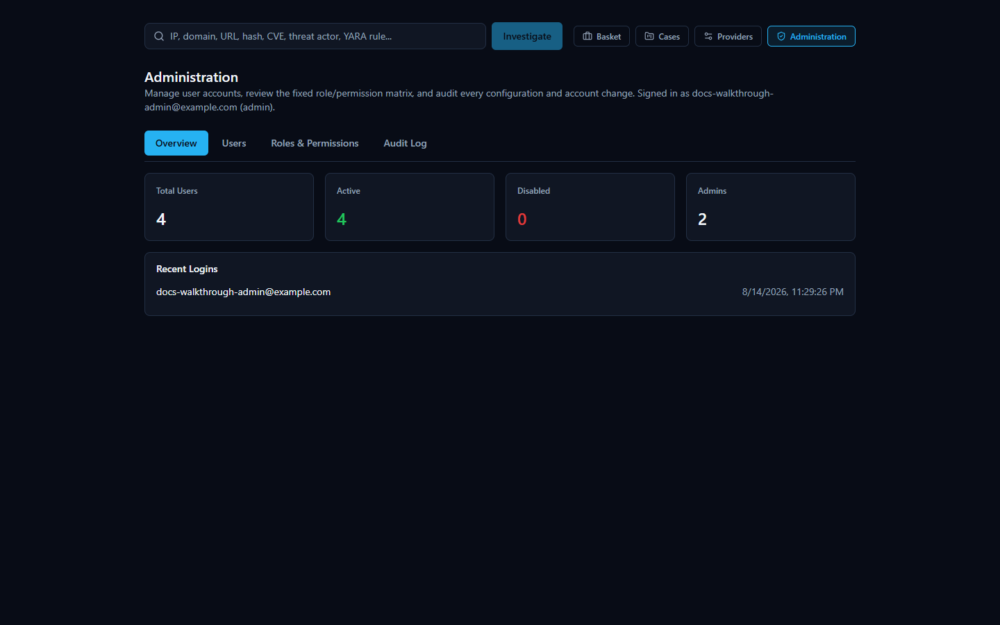 IP, domain, URL, hash, CVE, threat actor, YARA rule...
Investigate
Basket
Cases
Providers
Administration
Administration
Manage user accounts, review the fixed role/permission matrix, and audit every configuration and account change. Signed in as docs-walkthrough-
admin@example.com (admin).
Overview
Users
Roles & Permissions
Audit Log
Total Users
4
Active
4
Disabled
0
Admins
2
Recent Logins
docs-walkthrough-admin@example.com
8/14/2026, 11:29:26 PM